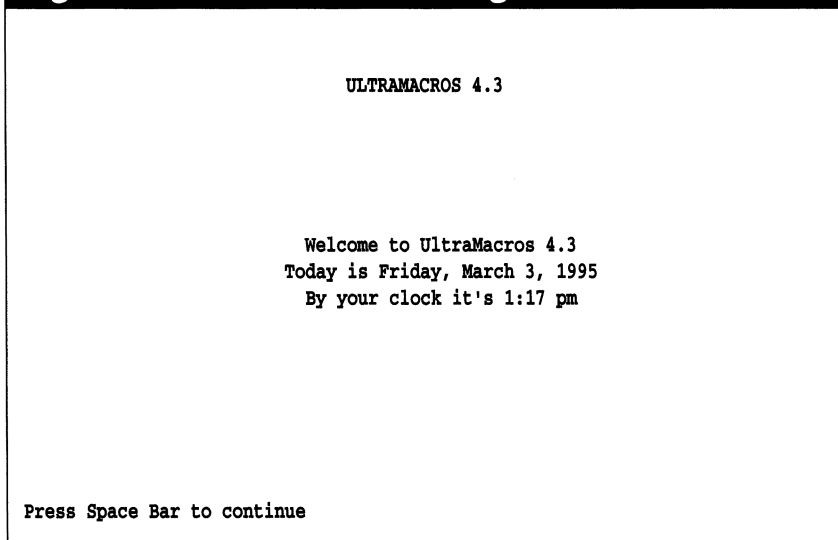 ULTRAMACROS 4.3
Welcome to UltraMacros 4.3
Today is Friday, March 3, 1995
By your clock it's 1:17 pm
Press Space Bar to continue